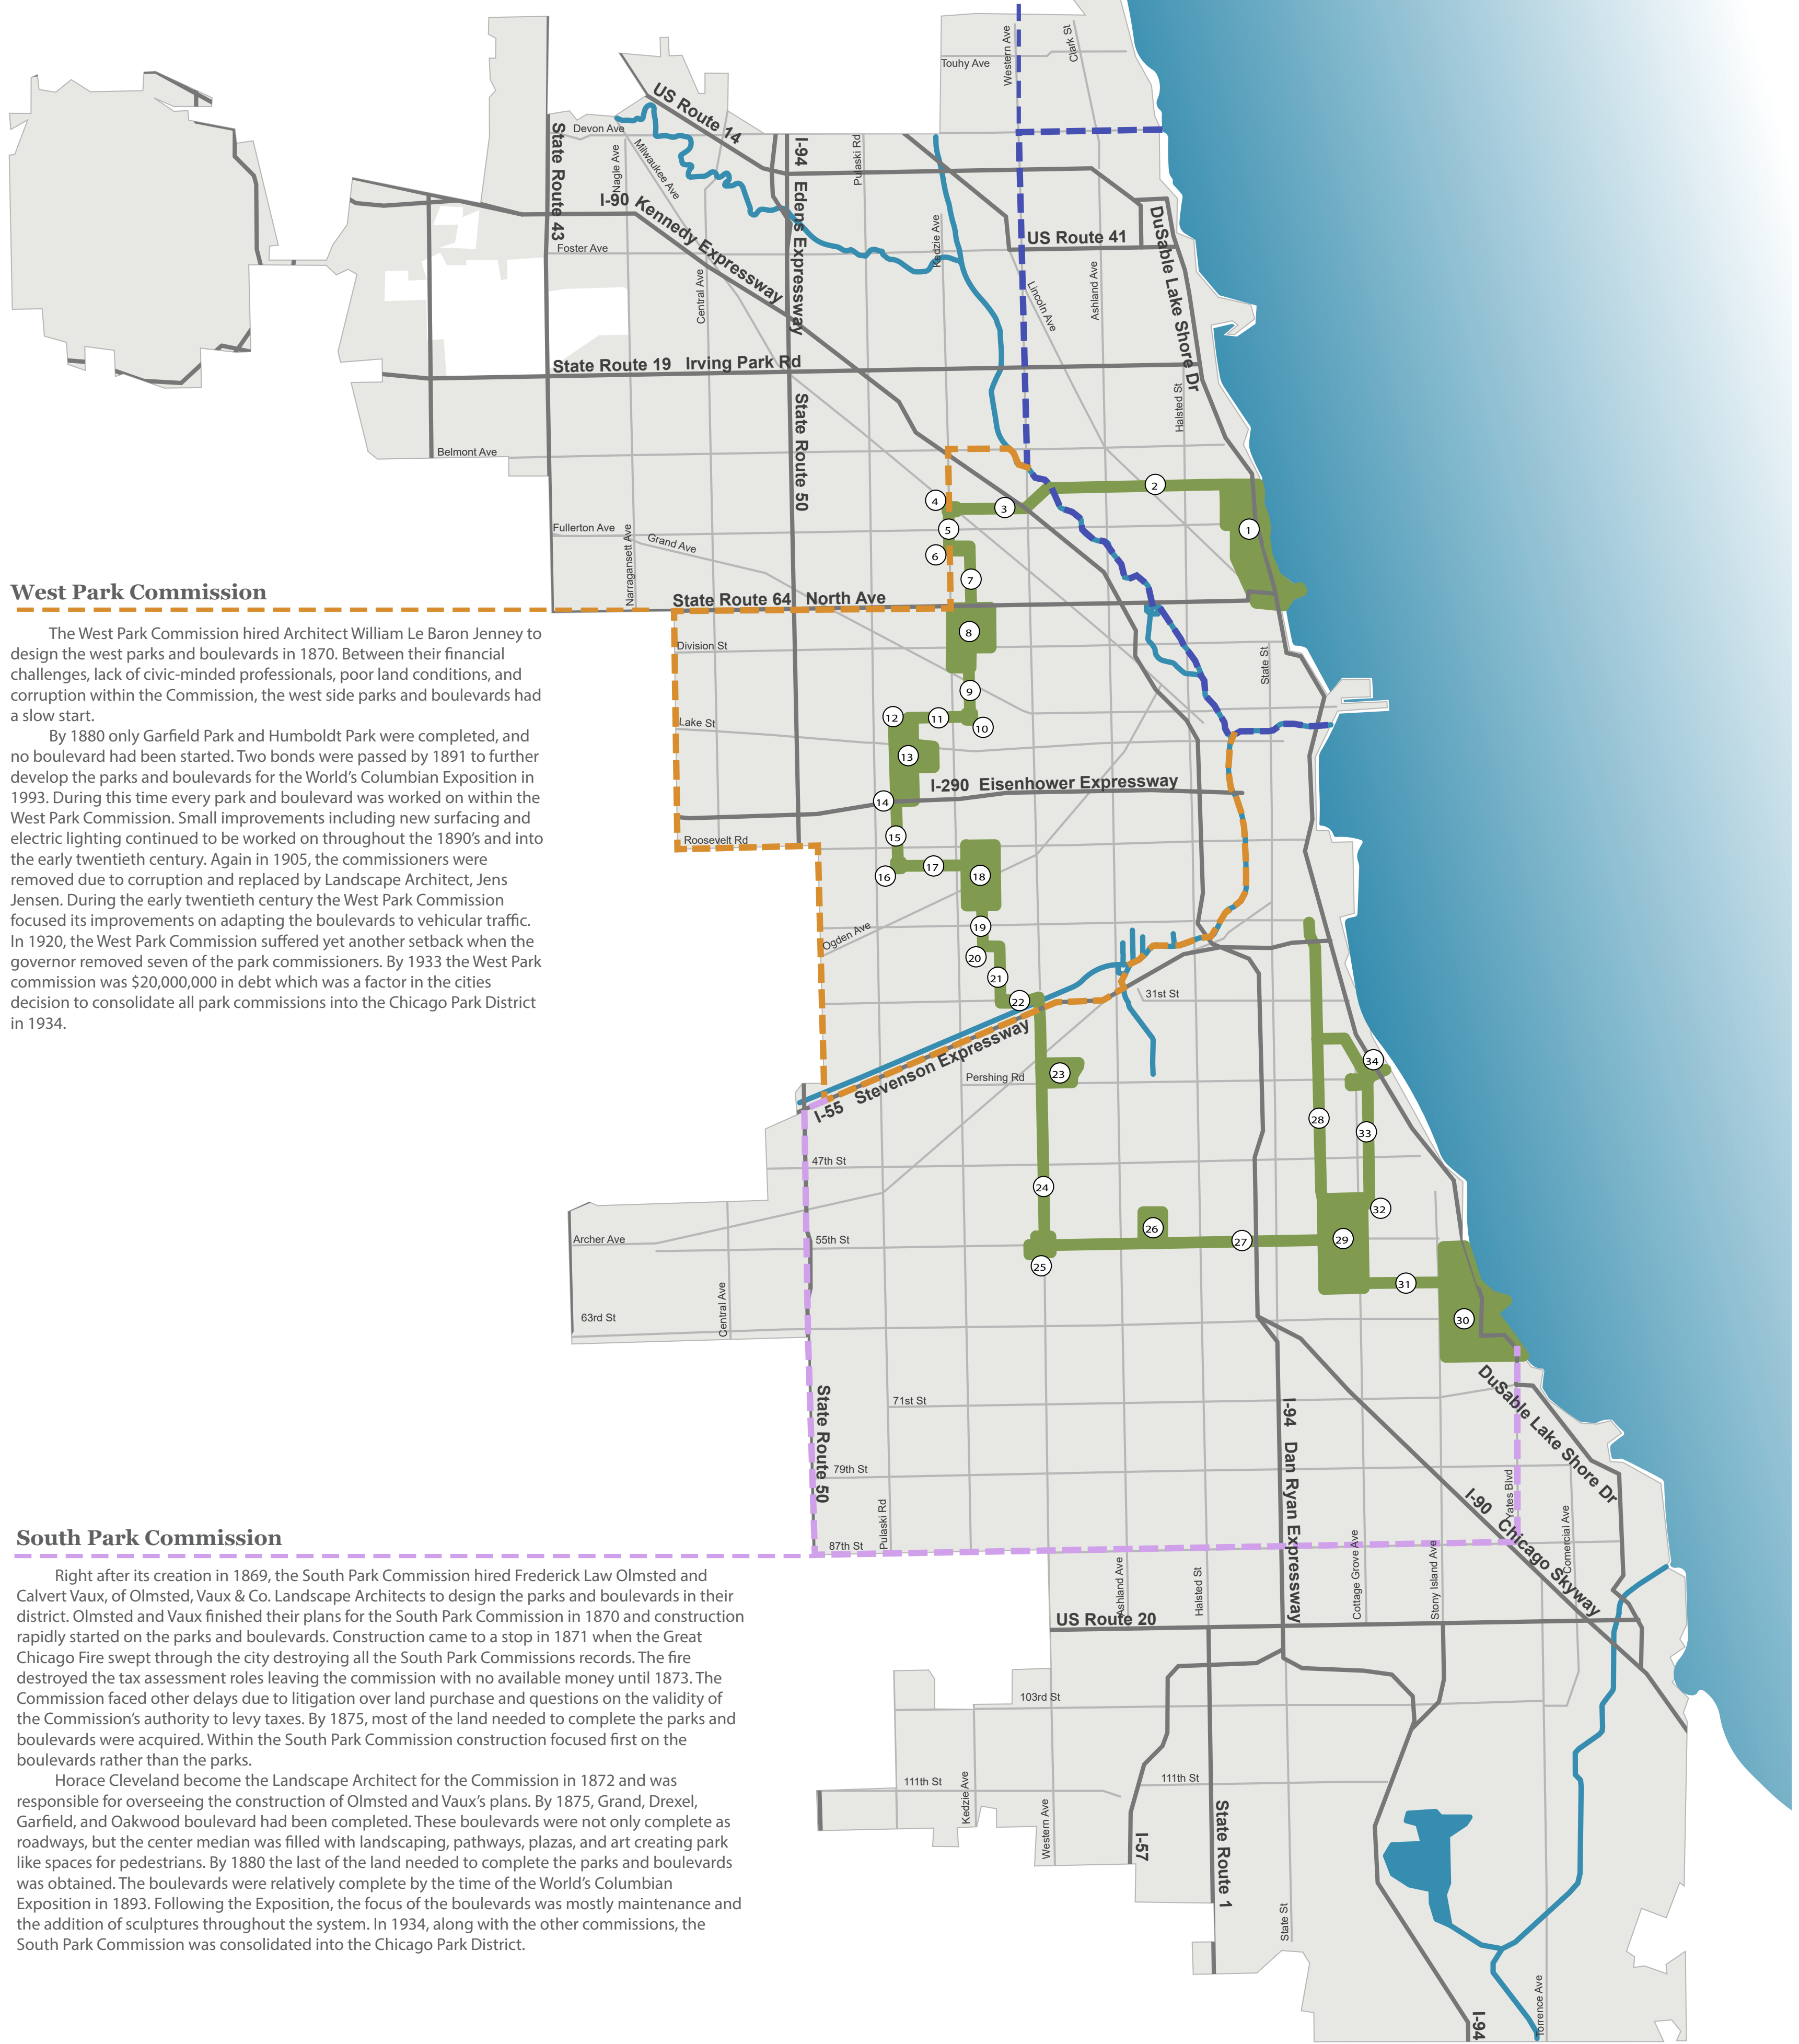 Touhy Ave
Western Ave
Clark St
US Route 14
Devon Ave
State Route 43
Nagle Ave
Milwaukee Ave
I-94 Edens Expressway
Pulaski Rd
I-90 Kennedy Expressway
Kedzie Ave
US Route 41
DuSable Lake Shore Dr
Foster Ave
Central Ave
Lincoln Ave
Ashland Ave
State Route 19 Irving Park Rd
Halsted St
State Route 50
Belmont Ave
4
3
2
1
5
6
7
Fullerton Ave
Grand Ave
Narragansett Ave
State Route 64 North Ave
8
Division St
State St
9
Lake St
12
11
10
13
I-290 Eisenhower Expressway
14
15
Roosevelt Rd
16
17
18
Ogden Ave
19
20
21
22
31st St
I-55 Stevenson Expressway
Pershing Rd
23
34
28
33
47th St
24
32
26
Archer Ave
55th St
27
29
25
31
30
Central Ave
63rd St
DuSable Lake Shore Dr
71st St
State Route 50
I-94 Dan Ryan Expressway
79th St
Pulaski Rd
I-90 Chicago Skyway
Yates Blvd
Comercial Ave
87th St
Ashland Ave
Halsted St
Cottage Grove Ave
Stony Island Ave
US Route 20
103rd St
111th St
111th St
Kedzie Ave
Western Ave
I-57
State Route 1
State St
Torrence Ave
I-94
West Park Commission
The West Park Commission hired Architect William Le Baron Jenney to
design the west parks and boulevards in 1870. Between their financial
challenges, lack of civic-minded professionals, poor land conditions, and
corruption within the Commission, the west side parks and boulevards had
a slow start.
By 1880 only Garfield Park and Humboldt Park were completed, and
no boulevard had been started. Two bonds were passed by 1891 to further
develop the parks and boulevards for the World's Columbian Exposition in
1993. During this time every park and boulevard was worked on within the
West Park Commission. Small improvements including new surfacing and
electric lighting continued to be worked on throughout the 1890's and into
the early twentieth century. Again in 1905, the commissioners were
removed due to corruption and replaced by Landscape Architect, Jens
Jensen. During the early twentieth century the West Park Commission
focused its improvements on adapting the boulevards to vehicular traffic.
In 1920, the West Park Commission suffered yet another setback when the
governor removed seven of the park commissioners. By 1933 the West Park
commission was $20,000,000 in debt which was a factor in the cities
decision to consolidate all park commissions into the Chicago Park District
in 1934.
South Park Commission
Right after its creation in 1869, the South Park Commission hired Frederick Law Olmsted and
Calvert Vaux, of Olmsted, Vaux & Co. Landscape Architects to design the parks and boulevards in their
district. Olmsted and Vaux finished their plans for the South Park Commission in 1870 and construction
rapidly started on the parks and boulevards. Construction came to a stop in 1871 when the Great
Chicago Fire swept through the city destroying all the South Park Commissions records. The fire
destroyed the tax assessment roles leaving the commission with no available money until 1873. The
Commission faced other delays due to litigation over land purchase and questions on the validity of
the Commission's authority to levy taxes. By 1875, most of the land needed to complete the parks and
boulevards were acquired. Within the South Park Commission construction focused first on the
boulevards rather than the parks.
Horace Cleveland become the Landscape Architect for the Commission in 1872 and was
responsible for overseeing the construction of Olmsted and Vaux's plans. By 1875, Grand, Drexel,
Garfield, and Oakwood boulevard had been completed. These boulevards were not only complete as
roadways, but the center median was filled with landscaping, pathways, plazas, and art creating park
like spaces for pedestrians. By 1880 the last of the land needed to complete the parks and boulevards
was obtained. The boulevards were relatively complete by the time of the World's Columbian
Exposition in 1893. Following the Exposition, the focus of the boulevards was mostly maintenance and
the addition of sculptures throughout the system. In 1934, along with the other commissions, the
South Park Commission was consolidated into the Chicago Park District.